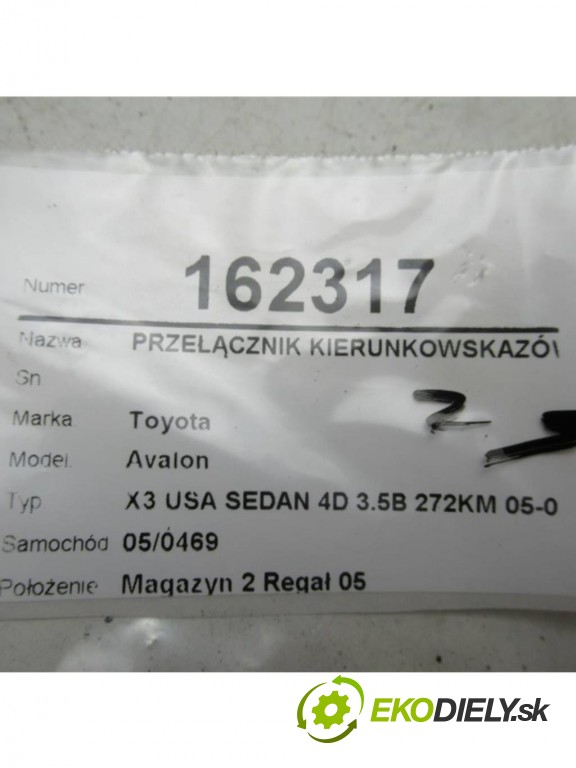 Numer 162317
Nazwa PRZEŁĄCZNIK KIERUNKOWSKAZÓ
Sn
Marka Toyota
Model. Avalon
Typ X3 USA SEDAN 4D 3.5B 272KM 05-0
Samochód 05/0469
Położenie Magazyn 2 Regał 05
EKODIELY.sk